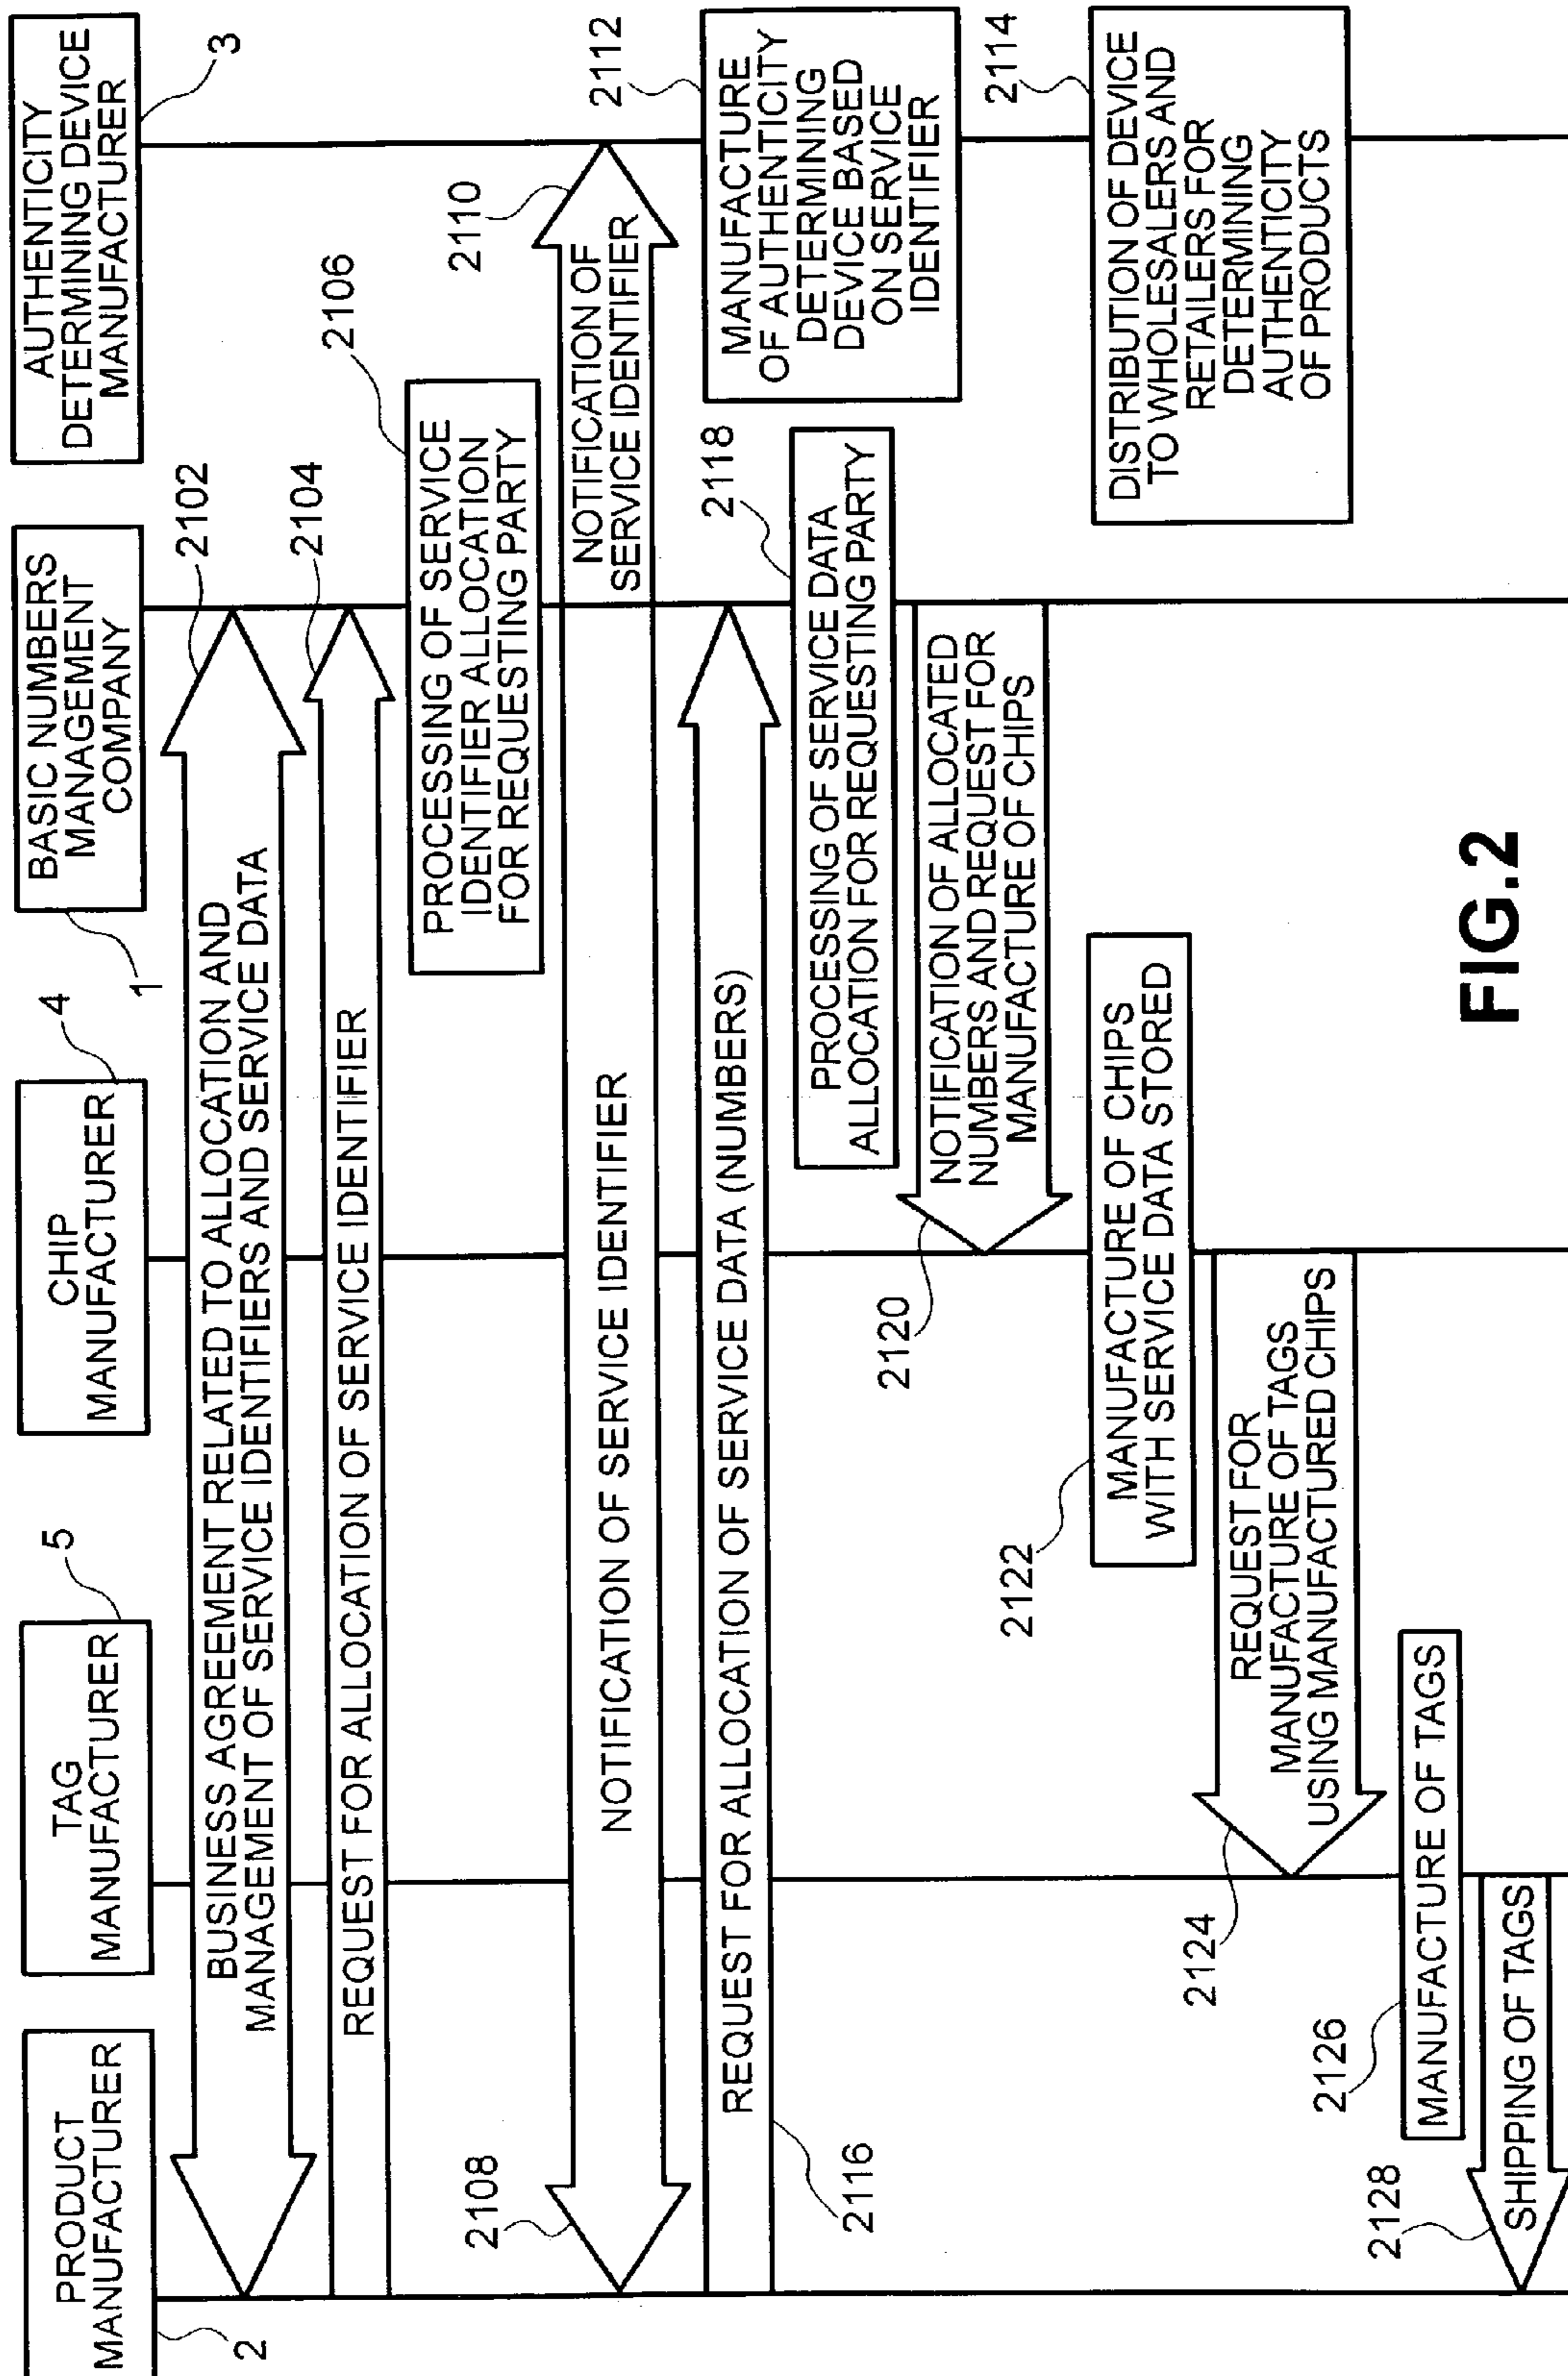 PRODUCT
MANUFACTURER
2
TAG
MANUFACTURER
5
CHIP
MANUFACTURER
4
BASIC NUMBERS
MANAGEMENT
COMPANY
1
AUTHENTICITY
DETERMINING DEVICE
MANUFACTURER
3
BUSINESS AGREEMENT RELATED TO ALLOCATION AND
MANAGEMENT OF SERVICE IDENTIFIERS AND SERVICE DATA
2102
REQUEST FOR ALLOCATION OF SERVICE IDENTIFIER
2104
PROCESSING OF SERVICE
IDENTIFIER ALLOCATION
FOR REQUESTING PARTY
2106
2108
NOTIFICATION OF SERVICE IDENTIFIER
NOTIFICATION OF
SERVICE IDENTIFIER
2110
MANUFACTURE
OF AUTHENTICITY
DETERMINING
DEVICE BASED
ON SERVICE
IDENTIFIER
2112
REQUEST FOR ALLOCATION OF SERVICE DATA (NUMBERS)
2116
PROCESSING OF SERVICE DATA
ALLOCATION FOR REQUESTING PARTY
2118
NOTIFICATION OF ALLOCATED
NUMBERS AND REQUEST FOR
MANUFACTURE OF CHIPS
2120
DISTRIBUTION OF DEVICE
TO WHOLESALERS AND
RETAILERS FOR
DETERMINING
AUTHENTICITY
OF PRODUCTS
2114
MANUFACTURE OF CHIPS
WITH SERVICE DATA STORED
2122
REQUEST FOR
MANUFACTURE OF TAGS
USING MANUFACTURED CHIPS
2124
MANUFACTURE OF TAGS
2126
SHIPPING OF TAGS
2128
FIG.2